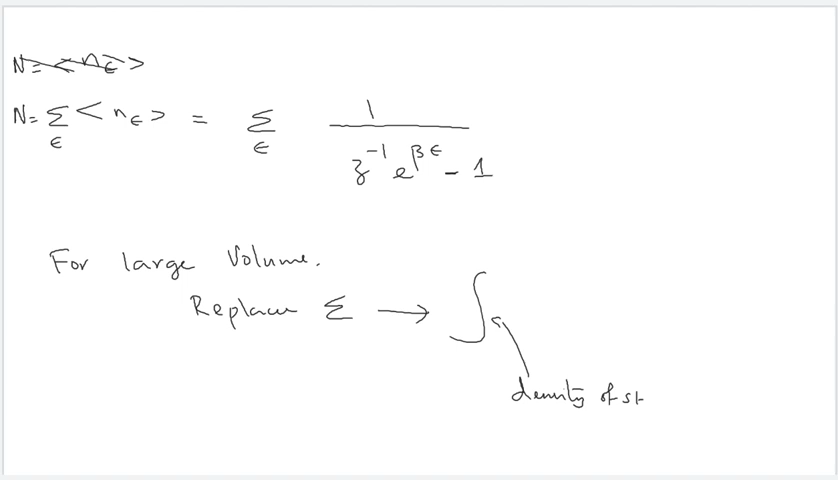 N = <n_ε>
N = Σ_ε <n_ε> = Σ_ε 1 / (z^{-1} e^{βε} - 1)
For large Volume.
Replace Σ → ∫
density of st